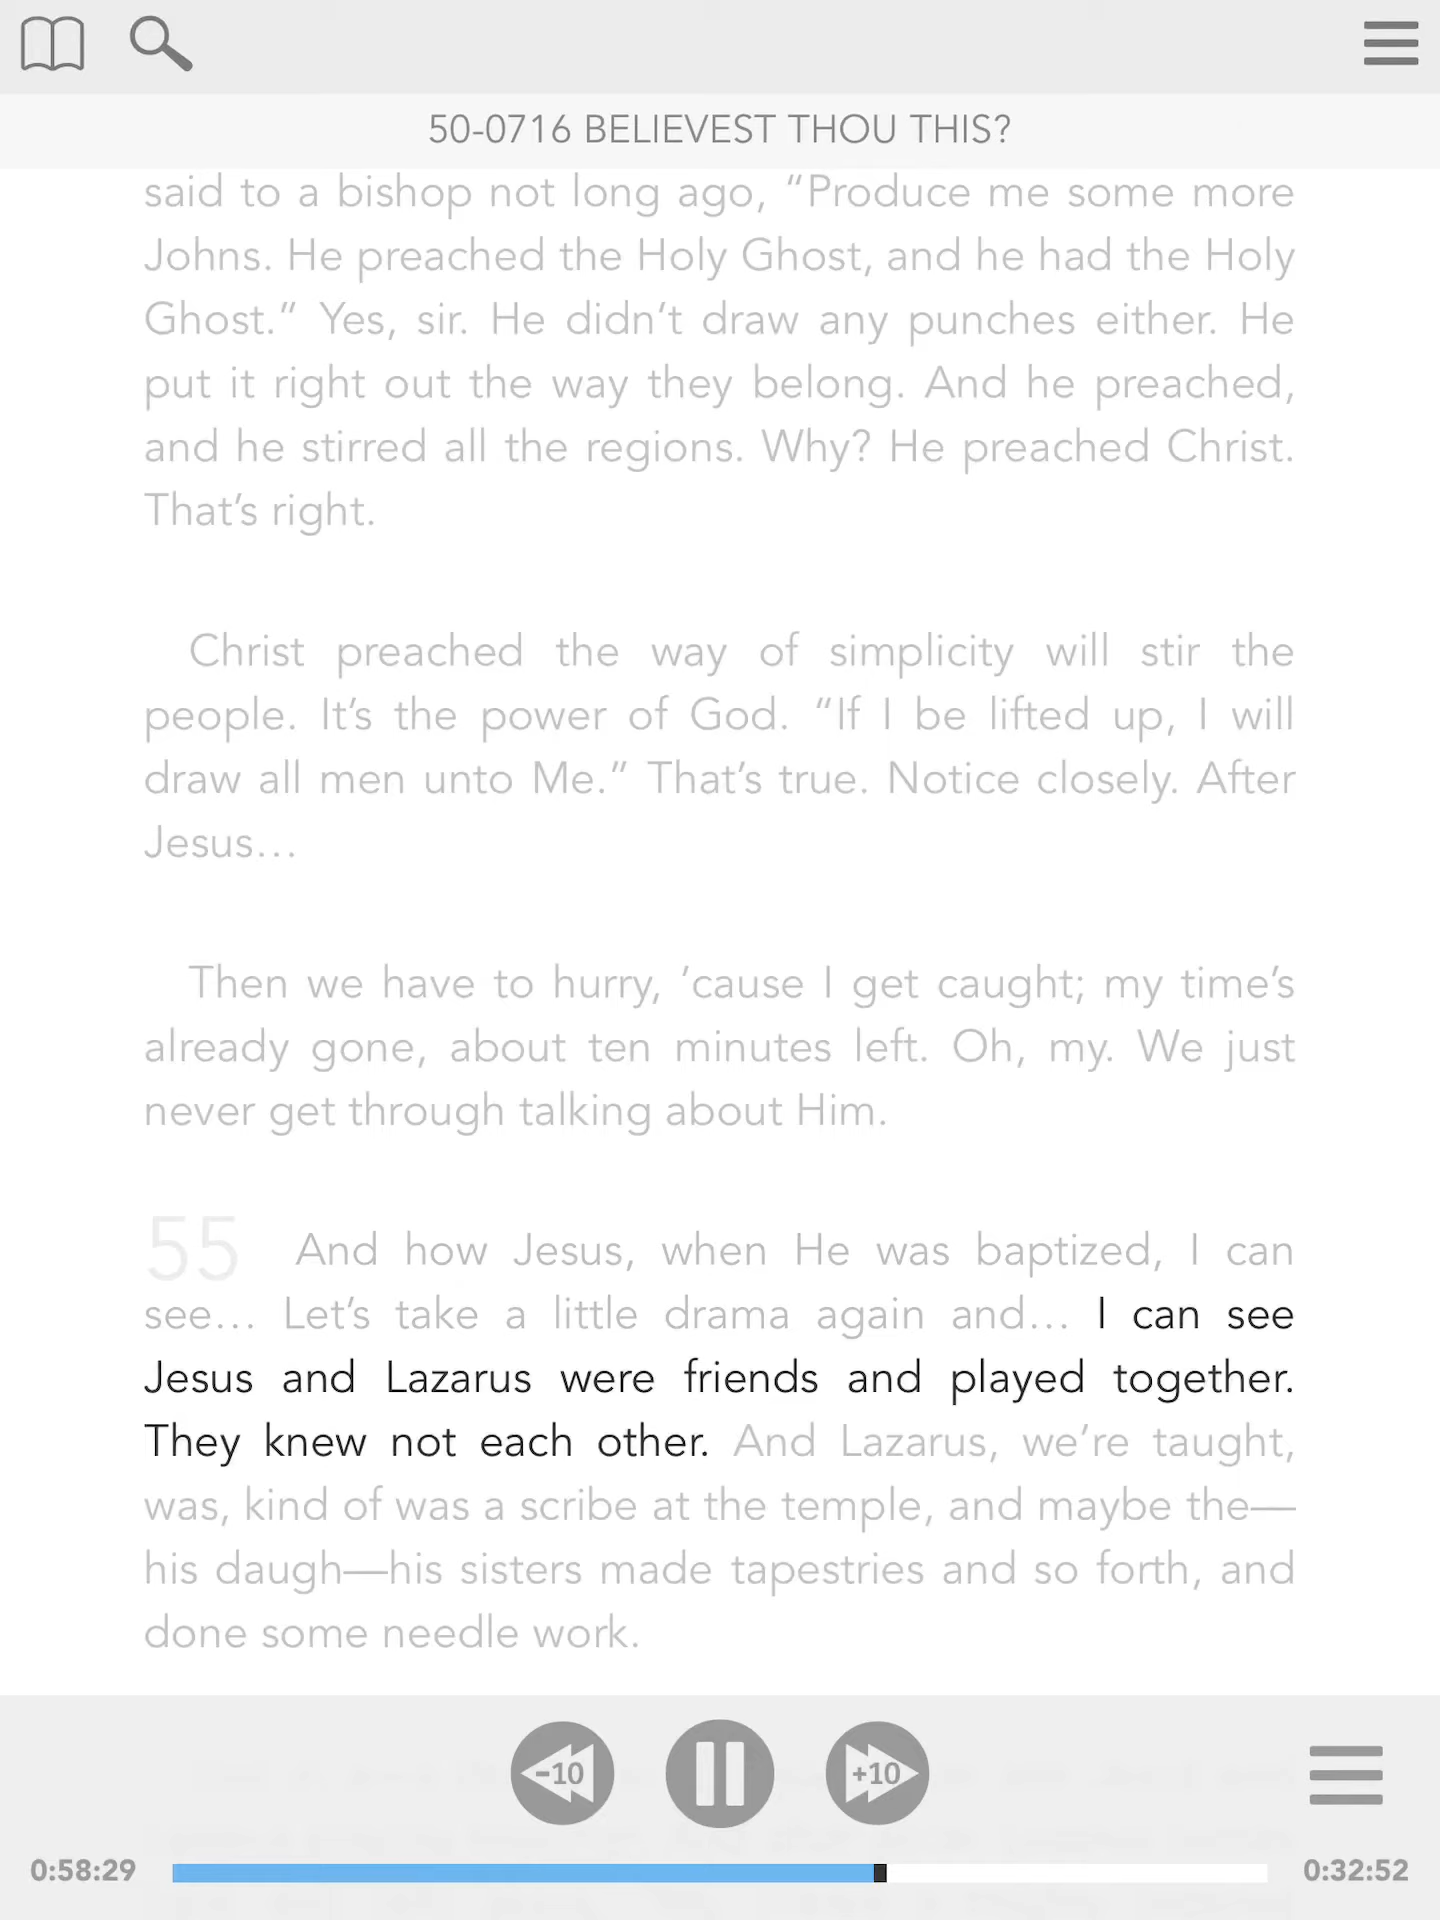 50-0716 BELIEVEST THOU THIS?
said to a bishop not long ago, “Produce me some more
Johns. He preached the Holy Ghost, and he had the Holy
Ghost.” Yes, sir. He didn’t draw any punches either. He
put it right out the way they belong. And he preached,
and he stirred all the regions. Why? He preached Christ.
That’s right.
Christ preached the way of simplicity will stir the
people. It’s the power of God. “If I be lifted up, I will
draw all men unto Me.” That’s true. Notice closely. After
Jesus…
Then we have to hurry, ’cause I get caught; my time’s
already gone, about ten minutes left. Oh, my. We just
never get through talking about Him.
55 And how Jesus, when He was baptized, I can
see… Let’s take a little drama again and… I can see
Jesus and Lazarus were friends and played together.
They knew not each other. And Lazarus, we’re taught,
was, kind of was a scribe at the temple, and maybe the—
his daugh—his sisters made tapestries and so forth, and
done some needle work.
-10 +10
0:58:29 0:32:52